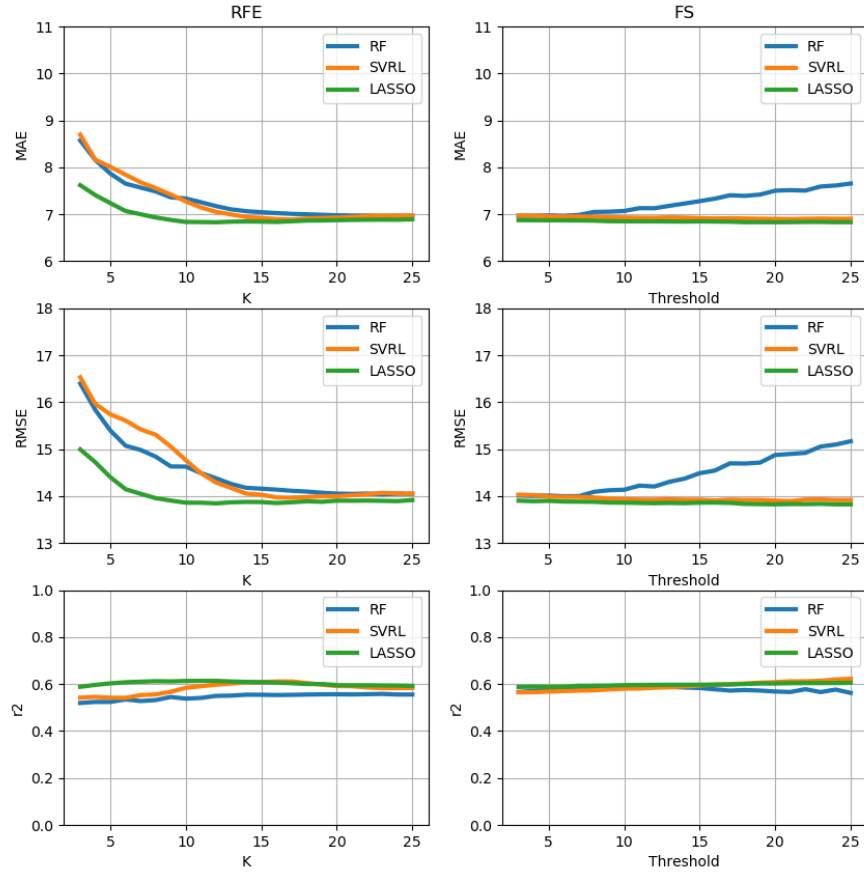 RFE
11
10
9
8
7
6
MAE
5
10
15
20
25
K
RF
SVRL
LASSO
FS
11
10
9
8
7
6
MAE
5
10
15
20
25
Threshold
RF
SVRL
LASSO
18
17
16
15
14
13
RMSE
5
10
15
20
25
K
RF
SVRL
LASSO
18
17
16
15
14
13
RMSE
5
10
15
20
25
Threshold
RF
SVRL
LASSO
1.0
0.8
0.6
0.4
0.2
0.0
r2
5
10
15
20
25
K
RF
SVRL
LASSO
1.0
0.8
0.6
0.4
0.2
0.0
r2
5
10
15
20
25
Threshold
RF
SVRL
LASSO